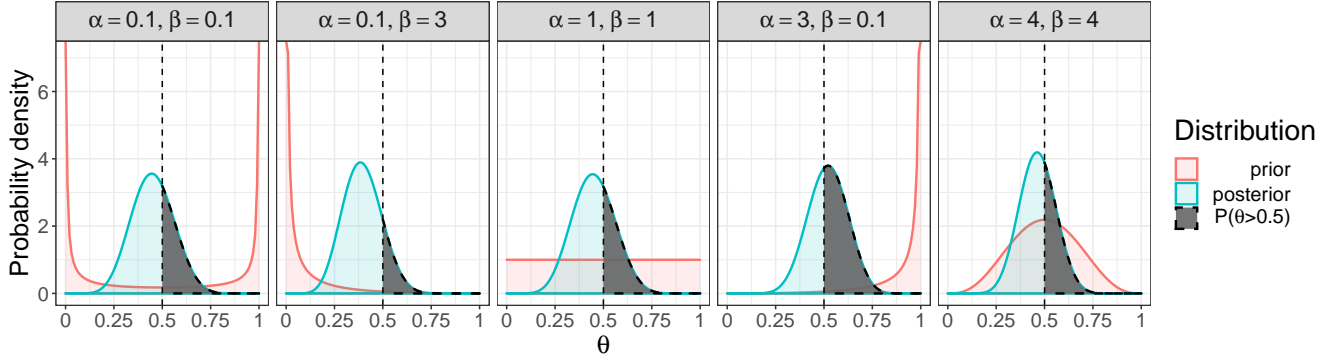 α = 0.1, β = 0.1
α = 0.1, β = 3
α = 1, β = 1
α = 3, β = 0.1
α = 4, β = 4
Probability density
6
4
2
0
0 0.25 0.5 0.75 1
0 0.25 0.5 0.75 1
0 0.25 0.5 0.75 1
0 0.25 0.5 0.75 1
0 0.25 0.5 0.75 1
θ
Distribution
prior
posterior
P(θ>0.5)